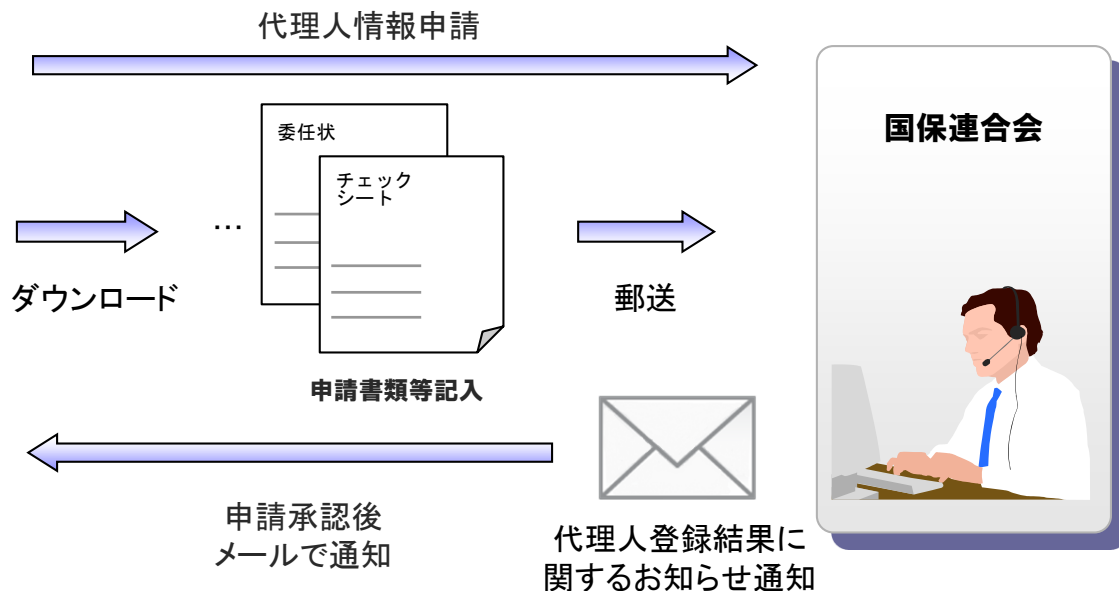 代理人情報申請
国保連合会
委任状
チェック
シート
…
ダウンロード
郵送
申請書類等記入
申請承認後
メールで通知
代理人登録結果に
関するお知らせ通知